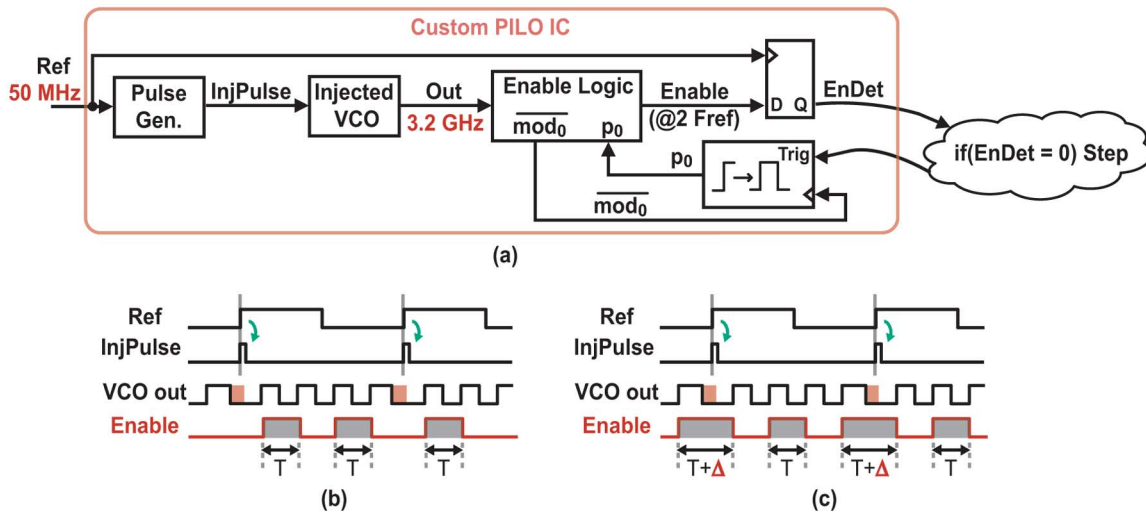 Custom PILO IC
Ref
50 MHz
Pulse
Gen.
InjPulse
Injected
VCO
Out
3.2 GHz
Enable Logic
mod₀
p₀
Enable
(@2 Fref)
D Q
EnDet
p₀
Trig
mod₀
if(EnDet = 0) Step
(a)
Ref
InjPulse
VCO out
Enable
T
T
T
(b)
Ref
InjPulse
VCO out
Enable
T+Δ
T
T+Δ
T
(c)